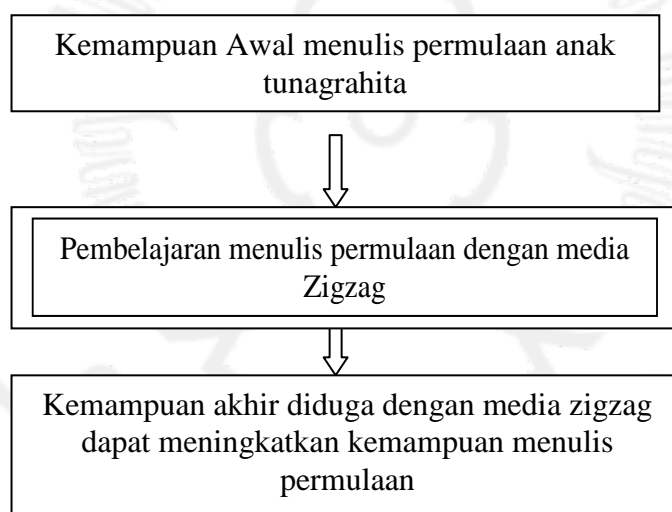 Kemampuan Awal menulis permulaan anak
tunagrahita
Pembelajaran menulis permulaan dengan media
Zigzag
Kemampuan akhir diduga dengan media zigzag
dapat meningkatkan kemampuan menulis
permulaan